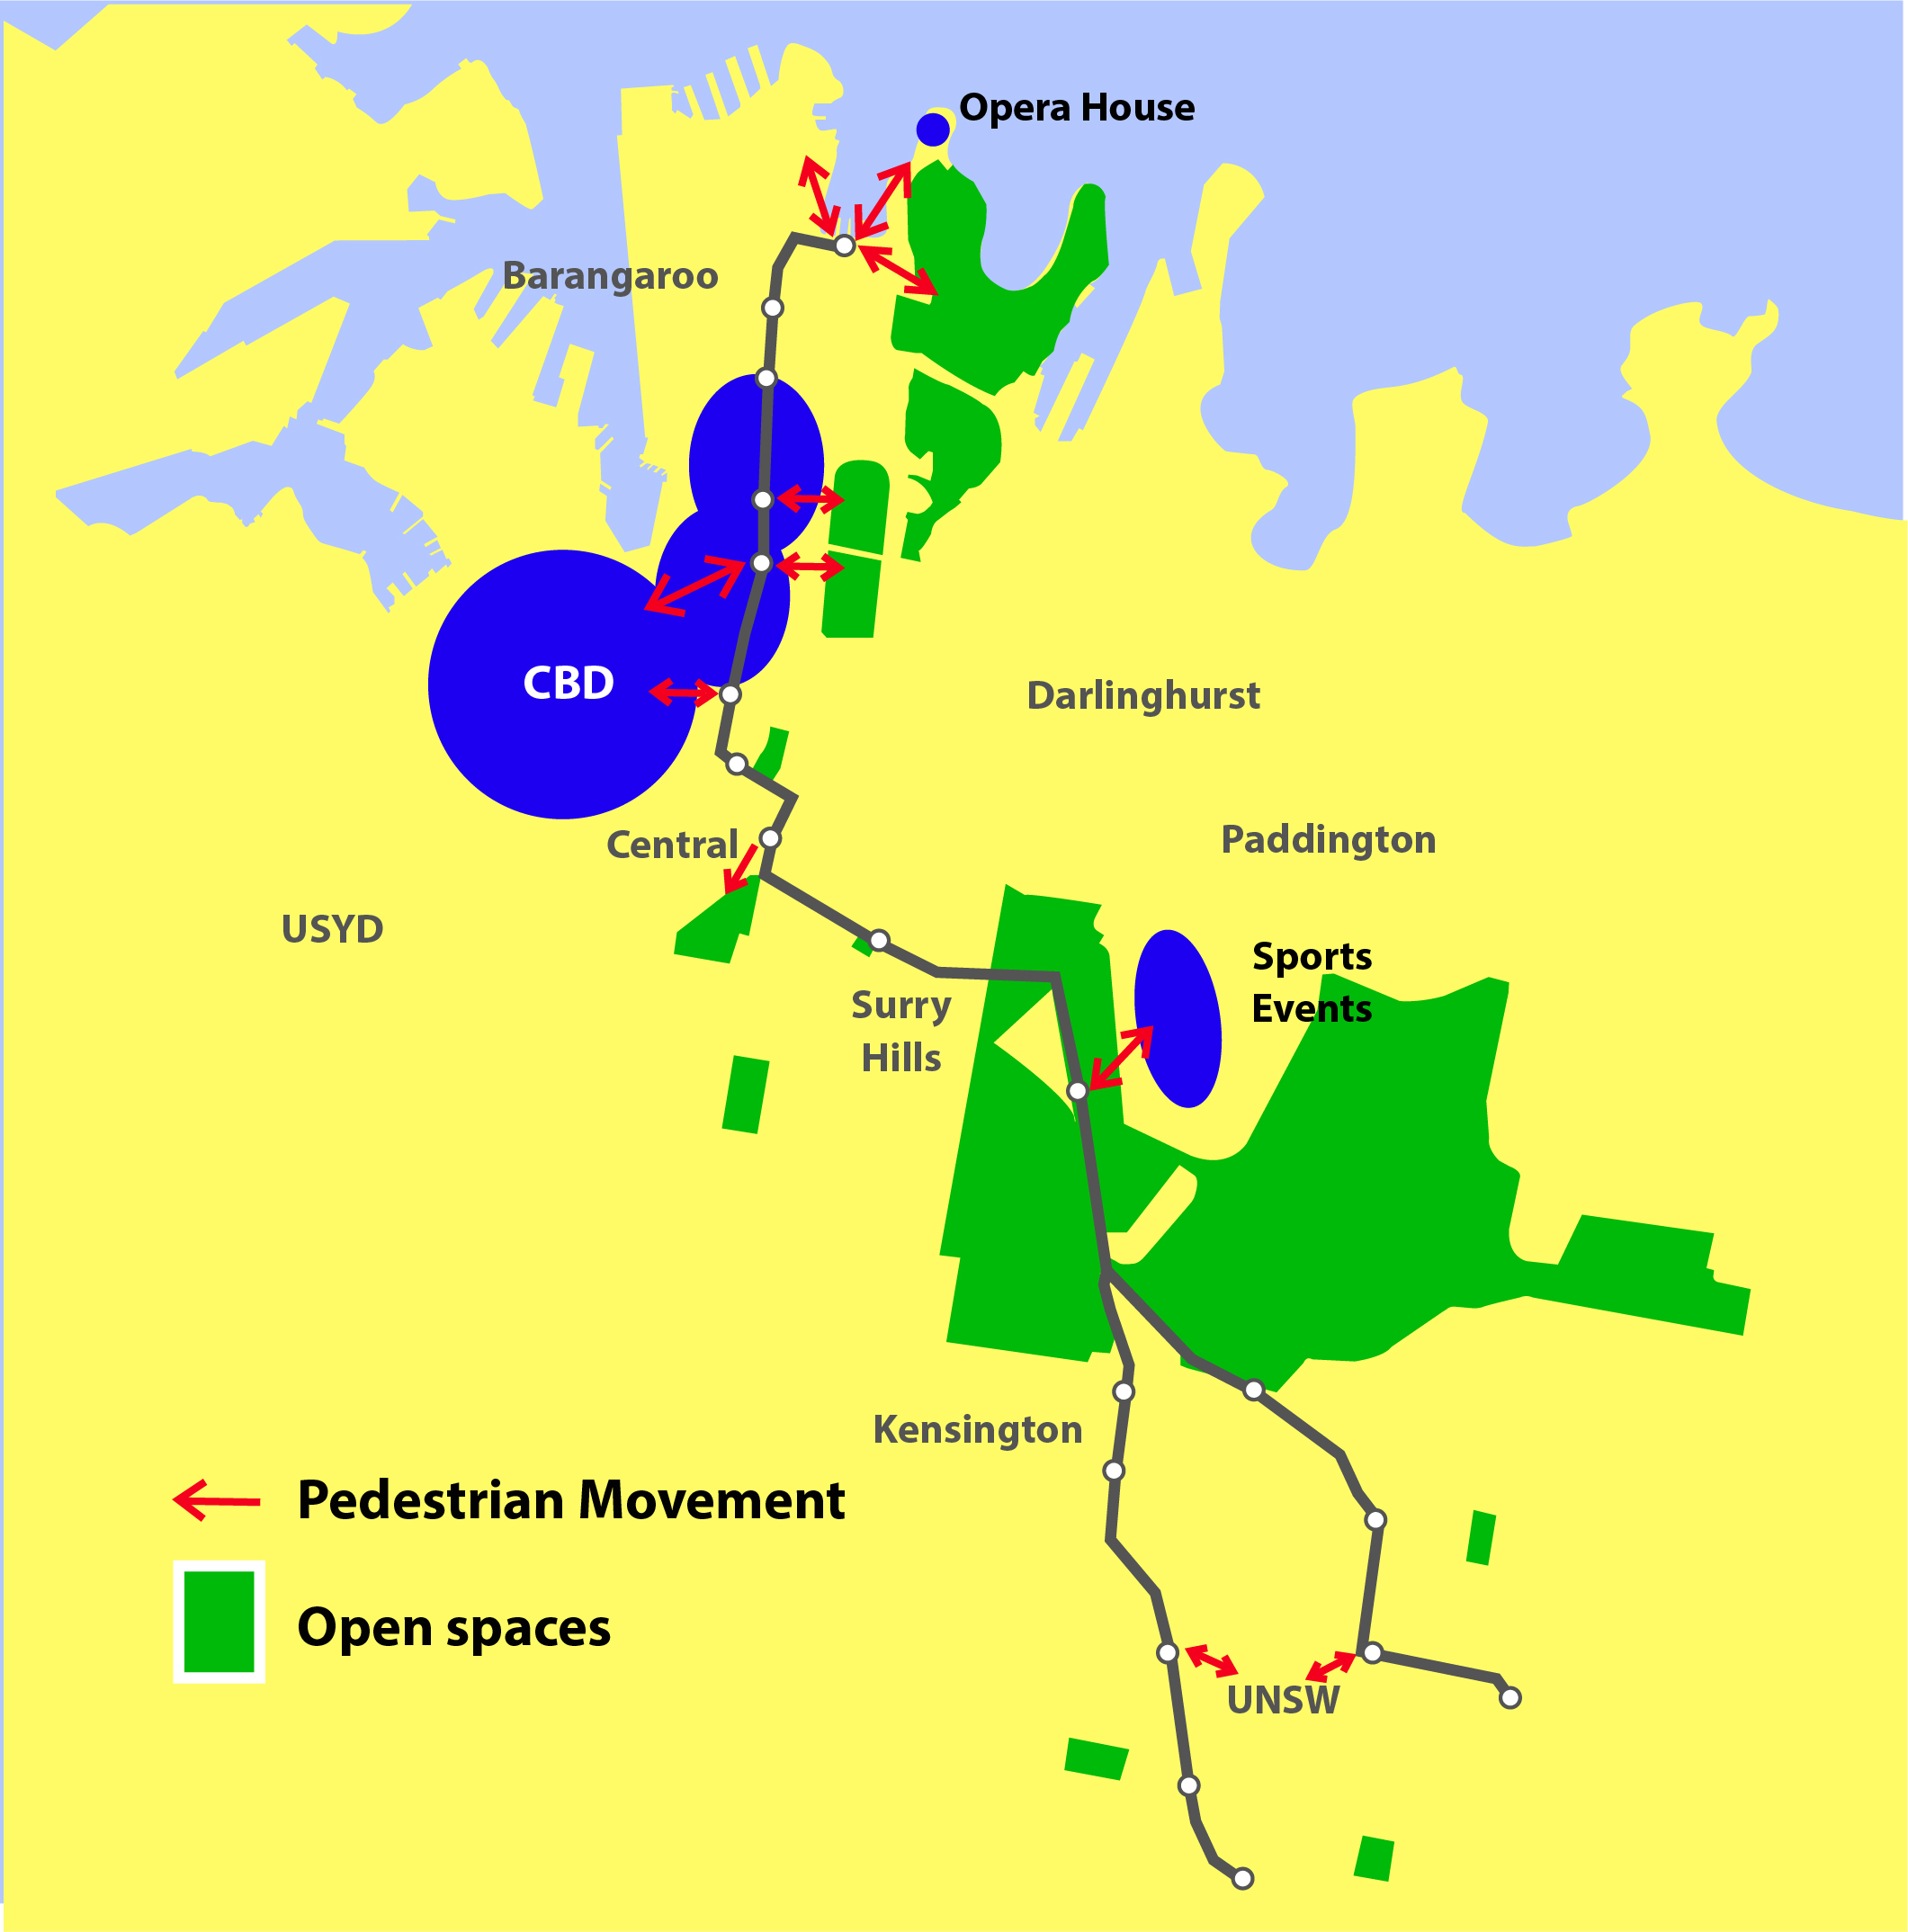 Opera House
Barangaroo
CBD
Darlinghurst
Central
Paddington
USYD
Sports
Events
Surry
Hills
Kensington
Pedestrian Movement
Open spaces
UNSW